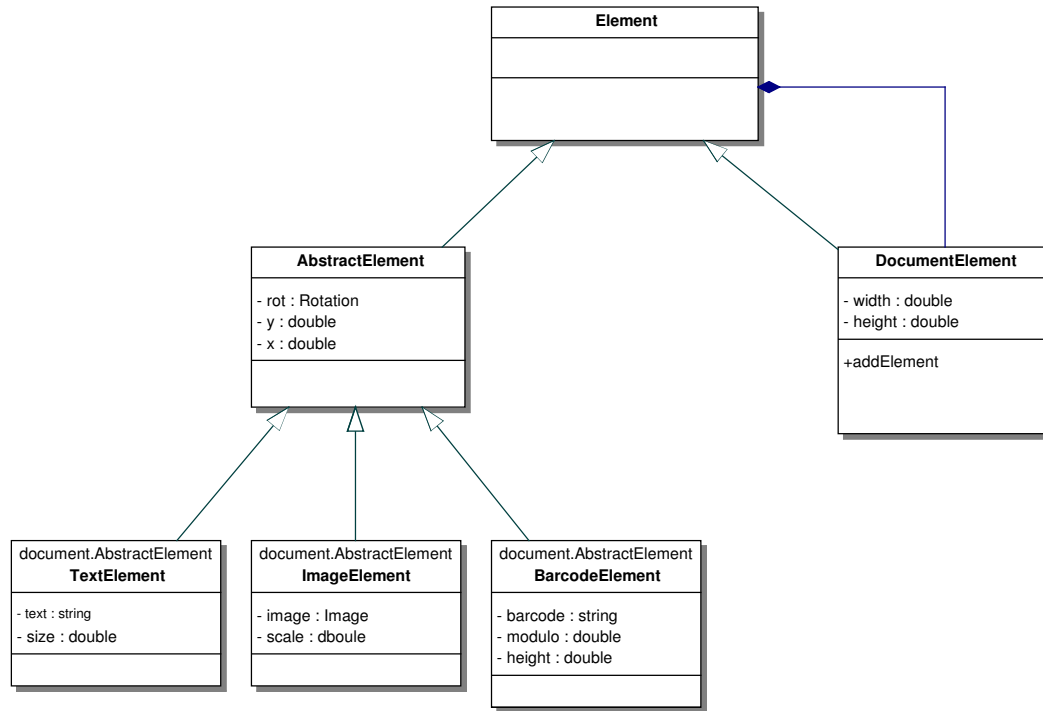 Element
AbstractElement
- rot : Rotation
- y : double
- x : double
DocumentElement
- width : double
- height : double
+addElement
document.AbstractElement
TextElement
- text : string
- size : double
document.AbstractElement
ImageElement
- image : Image
- scale : dboule
document.AbstractElement
BarcodeElement
- barcode : string
- modulo : double
- height : double